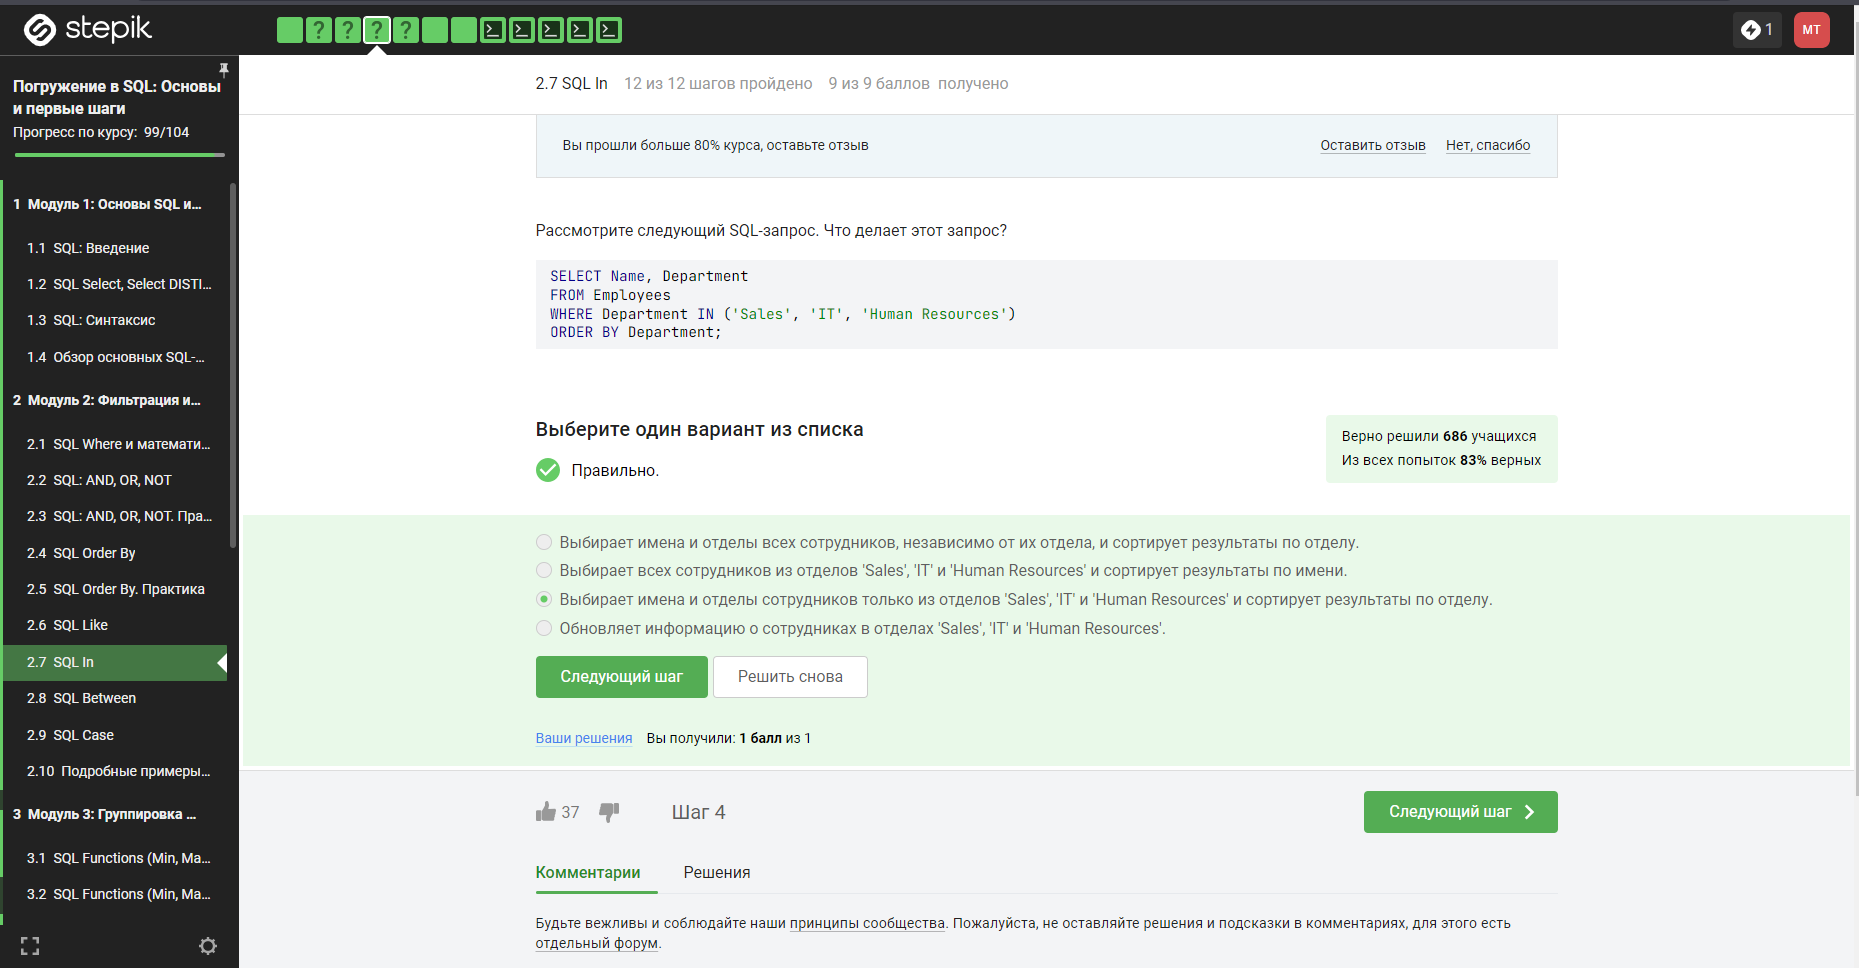 stepik
? ? ? ?
1
MT
Погружение в SQL: Основы
и первые шаги
Прогресс по курсу: 99/104
1 Модуль 1: Основы SQL и...
1.1 SQL: Введение
1.2 SQL Select, Select DISTI...
1.3 SQL: Синтаксис
1.4 Обзор основных SQL-...
2 Модуль 2: Фильтрация и...
2.1 SQL Where и математи...
2.2 SQL: AND, OR, NOT
2.3 SQL: AND, OR, NOT. Пра...
2.4 SQL Order By
2.5 SQL Order By. Практика
2.6 SQL Like
2.7 SQL In
2.8 SQL Between
2.9 SQL Case
2.10 Подробные примеры...
3 Модуль 3: Группировка ...
3.1 SQL Functions (Min, Ma...
3.2 SQL Functions (Min, Ma...
2.7 SQL In 12 из 12 шагов пройдено 9 из 9 баллов получено
Вы прошли больше 80% курса, оставьте отзыв
Оставить отзыв Нет, спасибо
Рассмотрите следующий SQL-запрос. Что делает этот запрос?
SELECT Name, Department
FROM Employees
WHERE Department IN ('Sales', 'IT', 'Human Resources')
ORDER BY Department;
Выберите один вариант из списка
Правильно.
Верно решили 686 учащихся
Из всех попыток 83% верных
Выбирает имена и отделы всех сотрудников, независимо от их отдела, и сортирует результаты по отделу.
Выбирает всех сотрудников из отделов 'Sales', 'IT' и 'Human Resources' и сортирует результаты по имени.
Выбирает имена и отделы сотрудников только из отделов 'Sales', 'IT' и 'Human Resources' и сортирует результаты по отделу.
Обновляет информацию о сотрудниках в отделах 'Sales', 'IT' и 'Human Resources'.
Следующий шаг Решить снова
Ваши решения Вы получили: 1 балл из 1
37 Шаг 4
Следующий шаг
Комментарии Решения
Будьте вежливы и соблюдайте наши принципы сообщества. Пожалуйста, не оставляйте решения и подсказки в комментариях, для этого есть
отдельный форум.